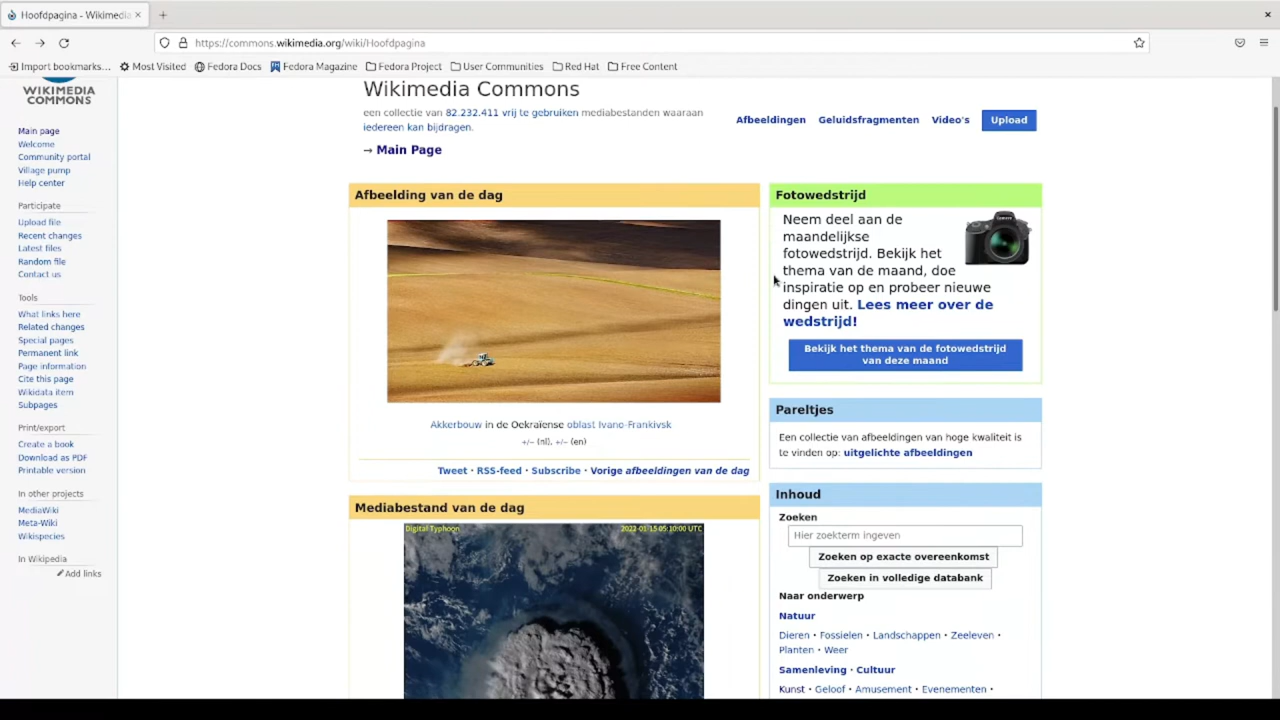 Hoofdpagina - Wikimedia
https://commons.wikimedia.org/wiki/Hoofdpagina
Import bookmarks... Most Visited Fedora Docs Fedora Magazine Fedora Project User Communities Red Hat Free Content
WIKIMEDIA
COMMONS
Main page
Welcome
Community portal
Village pump
Help center
Participate
Upload file
Recent changes
Latest files
Random file
Contact us
Tools
What links here
Related changes
Special pages
Permanent link
Page information
Cite this page
Wikidata item
Subpages
Print/export
Create a book
Download as PDF
Printable version
In other projects
MediaWiki
Meta-Wiki
Wikispecies
In Wikipedia
Add links
Wikimedia Commons
een collectie van 82.232.411 vrij te gebruiken mediabestanden waaraan
iedereen kan bijdragen.
→ Main Page
Afbeeldingen Geluidsfragmenten Video's Upload
Afbeelding van de dag
Akkerbouw in de Oekraïense oblast Ivano-Frankivsk
+/− (nl), +/− (en)
Tweet · RSS-feed · Subscribe · Vorige afbeeldingen van de dag
Mediabestand van de dag
Digital Typhoon 2022-01-15 05:10:00 UTC
Fotowedstrijd
Neem deel aan de
maandelijkse
fotowedstrijd. Bekijk het
thema van de maand, doe
inspiratie op en probeer nieuwe
dingen uit. Lees meer over de
wedstrijd!
Bekijk het thema van de fotowedstrijd
van deze maand
Pareltjes
Een collectie van afbeeldingen van hoge kwaliteit is
te vinden op: uitgelichte afbeeldingen
Inhoud
Zoeken
Hier zoekterm ingeven
Zoeken op exacte overeenkomst
Zoeken in volledige databank
Naar onderwerp
Natuur
Dieren · Fossielen · Landschappen · Zeeleven ·
Planten · Weer
Samenleving · Cultuur
Kunst · Geloof · Amusement · Evenementen ·